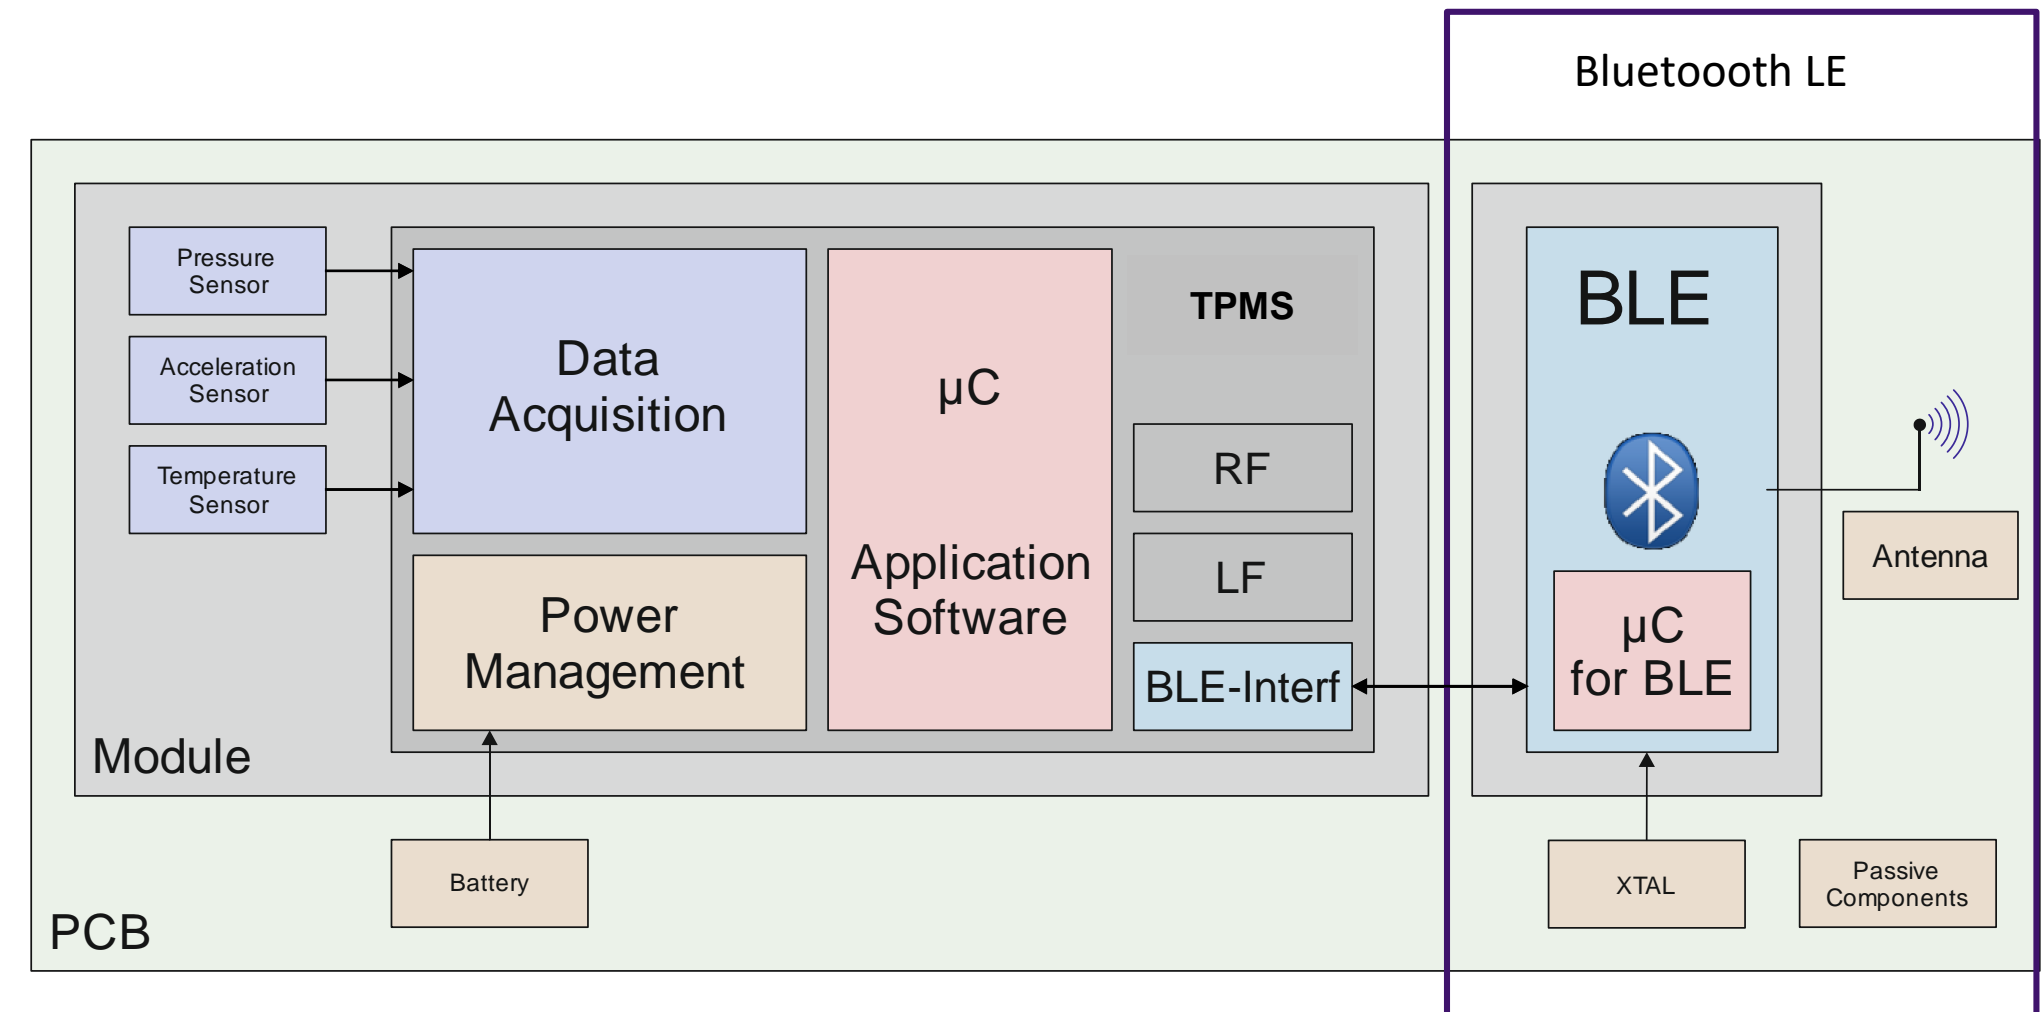 Bluetoooth LE
Pressure
Sensor
Acceleration
Sensor
Temperature
Sensor
Data
Acquisition
Power
Management
µC
Application
Software
TPMS
RF
LF
BLE-Interf
BLE
µC
for BLE
Antenna
Module
Battery
XTAL
Passive
Components
PCB